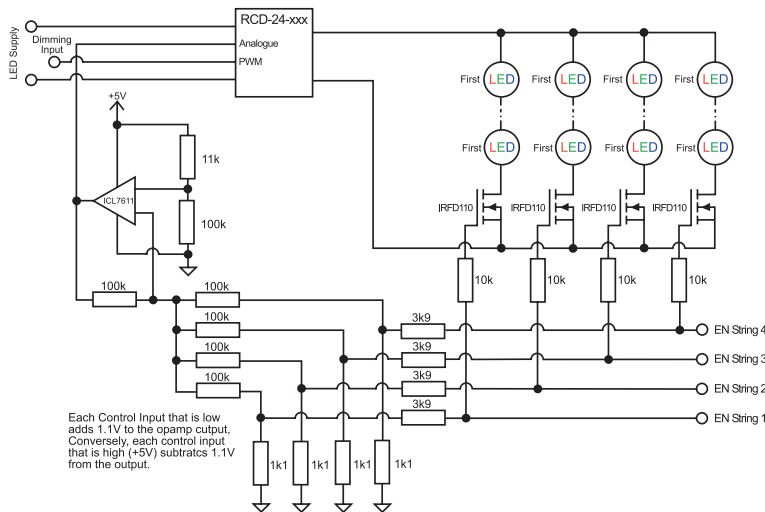 RCD-24-xxx
LED Supply
Dimming
Input
Analogue
PWM
+5V
11k
ICL7611
100k
First LED First LED First LED First LED
First LED First LED First LED First LED
IRFD110 IRFD110 IRFD110 IRFD110
10k 10k 10k 10k
100k 100k
3k9 EN String 4
100k
3k9 EN String 3
100k
3k9 EN String 2
100k
3k9 EN String 1
Each Control Input that is low
adds 1.1V to the opamp cutput,
Conversely, each control input
that is high (+5V) subtratcs 1.1V
from the output.
1k1 1k1 1k1 1k1